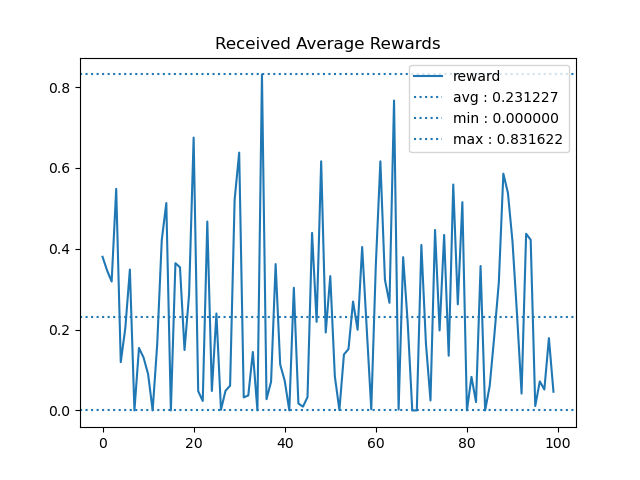 Received Average Rewards
reward
avg : 0.231227
min : 0.000000
max : 0.831622
0.8
0.6
0.4
0.2
0.0
0 20 40 60 80 100